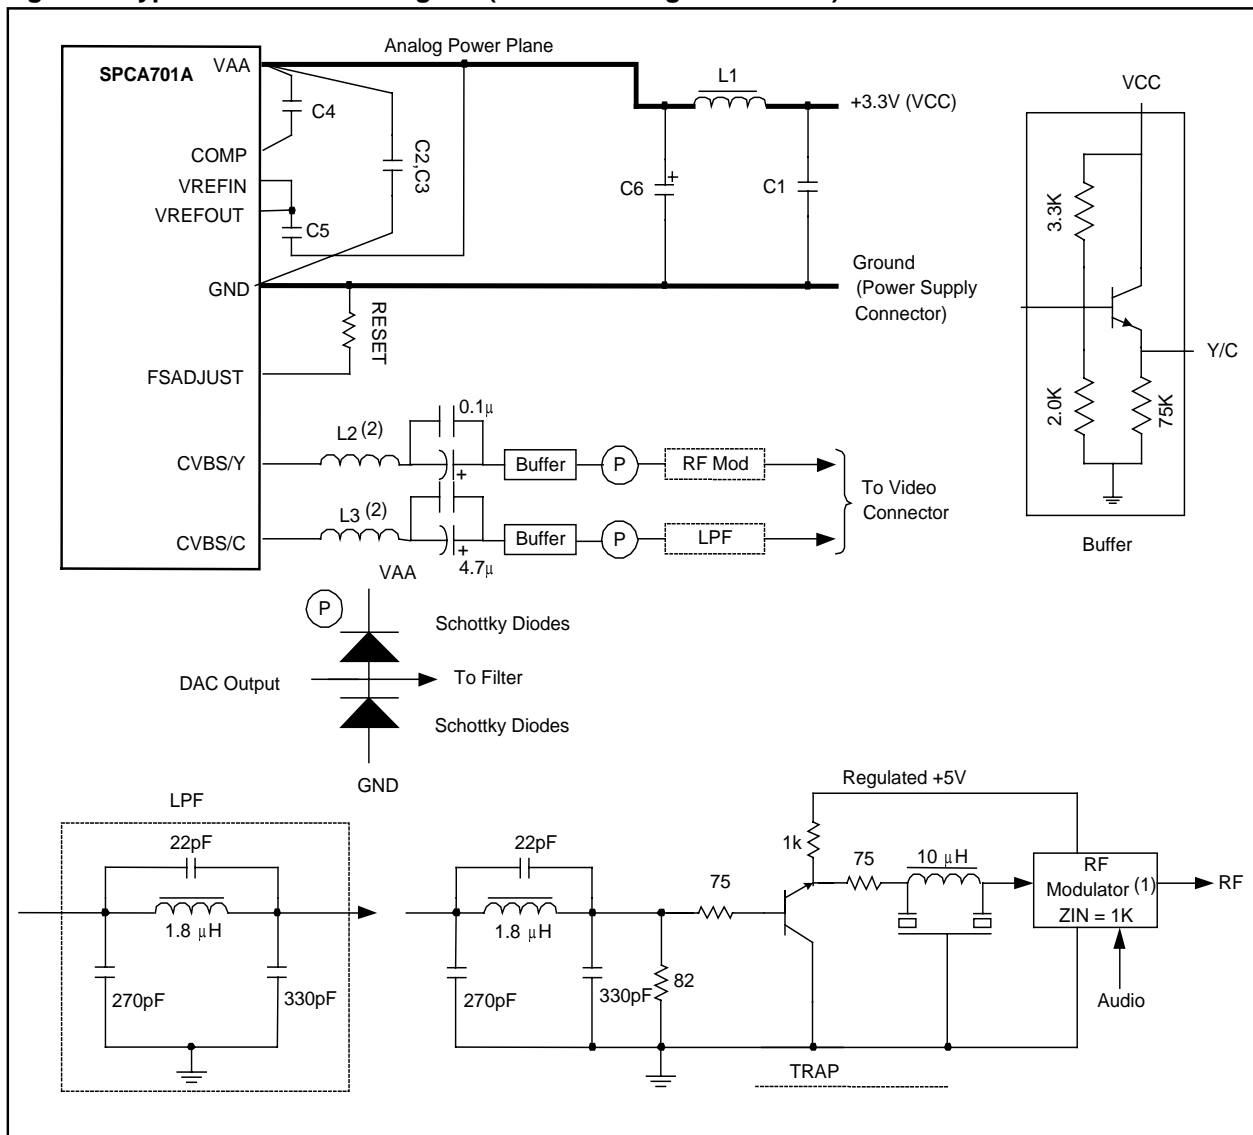 Analog Power Plane
SPCA701A
VAA
L1
+3.3V (VCC)
VCC
C4
COMP
C2,C3
VREFIN
C6
+
C1
3.3K
VREFOUT
C5
Ground
(Power Supply
Connector)
GND
RESET
Y/C
FSADJUST
2.0K
75K
0.1µ
L2 (2)
CVBS/Y
+
Buffer
P
RF Mod
To Video
Connector
L3 (2)
CVBS/C
+
Buffer
P
LPF
Buffer
4.7µ
VAA
P
Schottky Diodes
DAC Output
To Filter
Schottky Diodes
GND
LPF
22pF
1.8 µH
270pF
330pF
22pF
1.8 µH
270pF
330pF
82
75
Regulated +5V
1k
75
10 µH
RF
Modulator (1)
ZIN = 1K
RF
Audio
TRAP